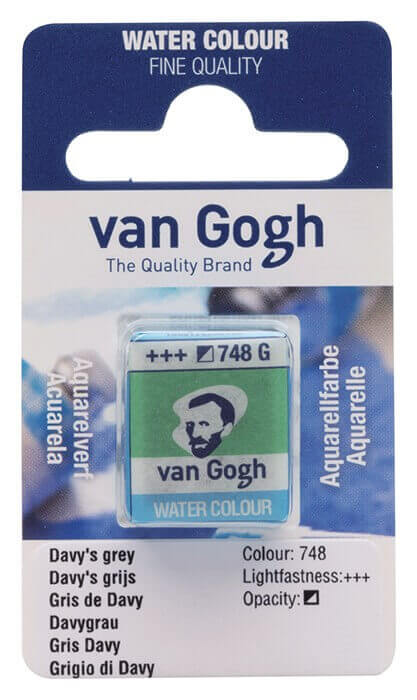 WATER COLOUR
FINE QUALITY
van Gogh
The Quality Brand
+++ 748 G
van Gogh
WATER COLOUR
Aquarelverf
Acuarela
Aquarellfarbe
Aquarelle
Davy's grey
Davy's grijs
Gris de Davy
Davygrau
Gris Davy
Grigio di Davy
Colour: 748
Lightfastness:+++
Opacity: